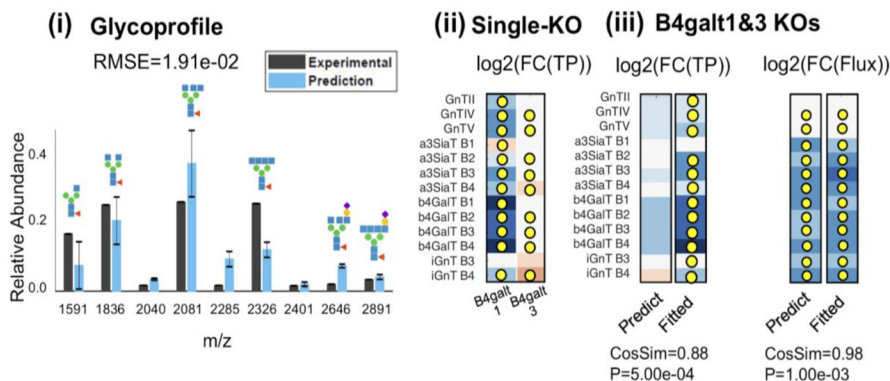 (i) Glycoprofile
RMSE=1.91e-02
Experimental
Prediction
Relative Abundance
0.4
0.2
0.0
1591 1836 2040 2081 2285 2326 2401 2646 2891
m/z
(ii) Single-KO
log2(FC(TP))
GnTII
GnTIV
GnTV
a3SiaT B1
a3SiaT B2
a3SiaT B3
a3SiaT B4
b4GalT B1
b4GalT B2
b4GalT B3
b4GalT B4
iGnT B3
iGnT B4
B4galt 1
B4galt 3
(iii) B4galt1&3 KOs
log2(FC(TP))
log2(FC(Flux))
GnTII
GnTIV
GnTV
a3SiaT B1
a3SiaT B2
a3SiaT B3
a3SiaT B4
b4GalT B1
b4GalT B2
b4GalT B3
b4GalT B4
iGnT B3
iGnT B4
Predict Fitted
Predict Fitted
CosSim=0.88
P=5.00e-04
CosSim=0.98
P=1.00e-03